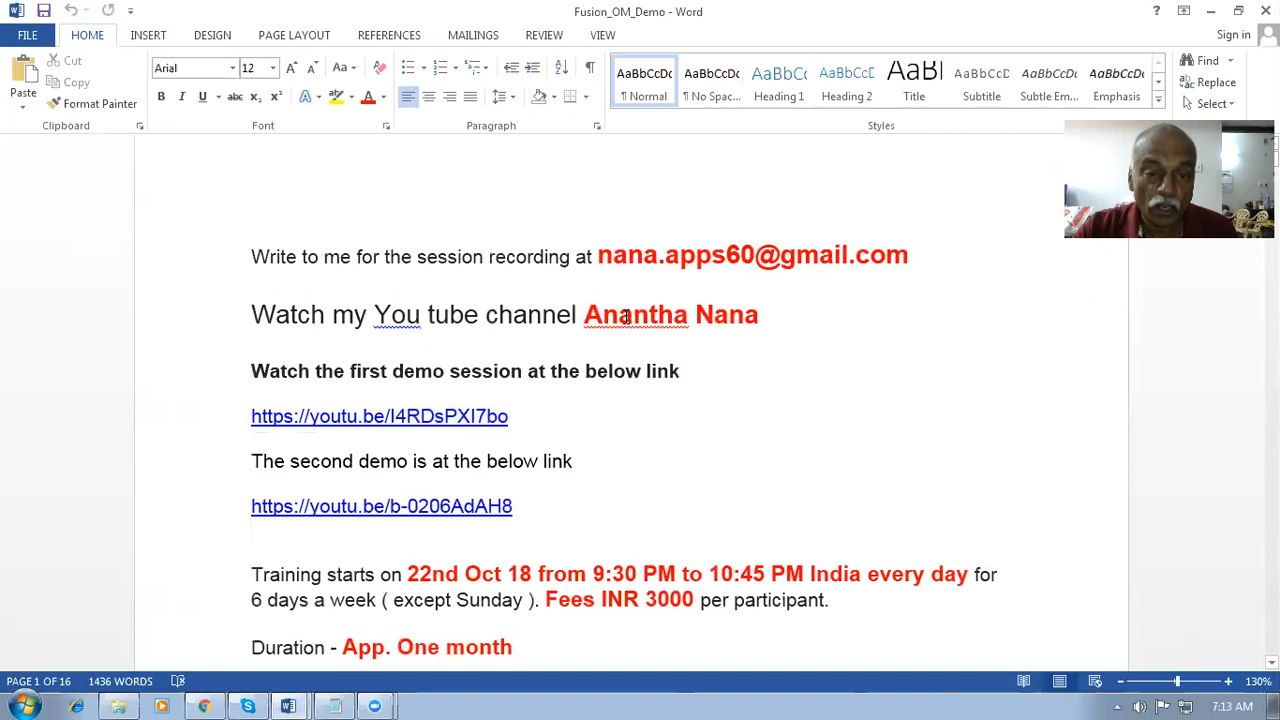 Fusion_OM_Demo - Word
FILE HOME INSERT DESIGN PAGE LAYOUT REFERENCES MAILINGS REVIEW VIEW Sign in
Cut
Copy
Format Painter
Paste
Arial 12
Clipboard Font Paragraph Styles
AaBbCcDc AaBbCcDc AaBbC AaBbCc AaBl AaBbCcD AaBbCcDc AaBbCcDc
¶ Normal ¶ No Spac... Heading 1 Heading 2 Title Subtitle Subtle Em... Emphasis
Find
Replace
Select
Write to me for the session recording at nana.apps60@gmail.com
Watch my You tube channel Anantha Nana
Watch the first demo session at the below link
https://youtu.be/I4RDsPXI7bo
The second demo is at the below link
https://youtu.be/b-0206AdAH8
Training starts on 22nd Oct 18 from 9:30 PM to 10:45 PM India every day for
6 days a week ( except Sunday ). Fees INR 3000 per participant.
Duration - App. One month
PAGE 1 OF 16 1436 WORDS 130%
7:13 AM